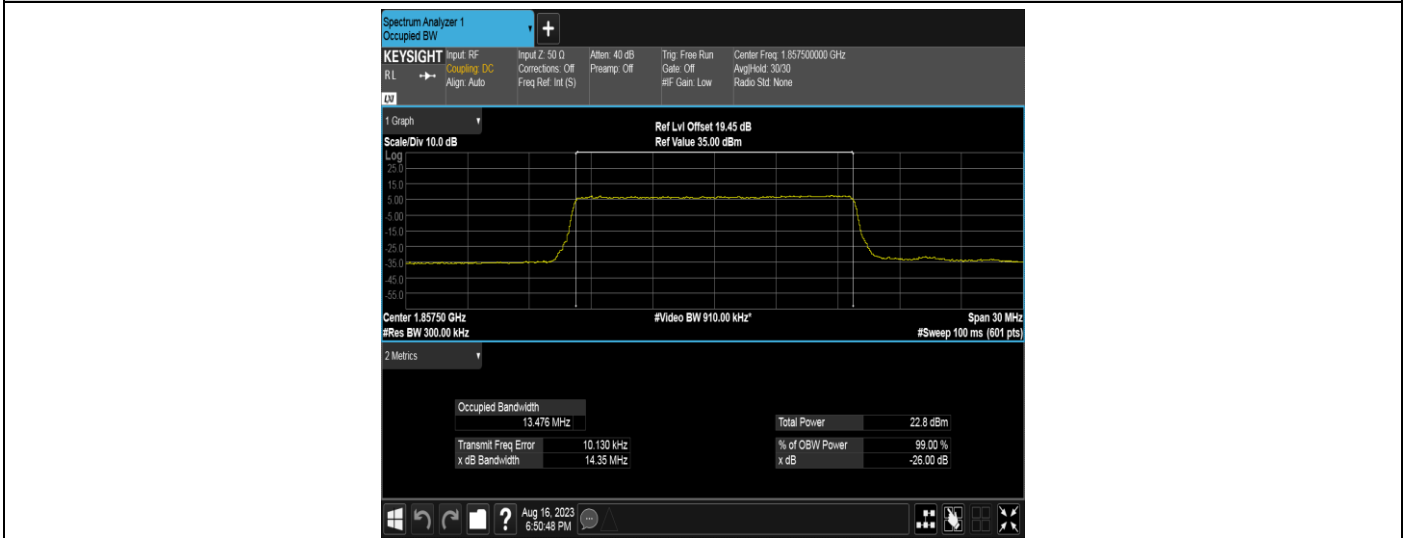 Spectrum Analyzer 1
Occupied BW
KEYSIGHT
RL
LXI
Input: RF
Coupling: DC
Align: Auto
Input Z: 50 Ω
Corrections: Off
Freq Ref: Int (S)
Atten: 40 dB
Preamp: Off
Trig: Free Run
Gate: Off
#IF Gain: Low
Center Freq: 1.857500000 GHz
Avg|Hold: 30/30
Radio Std: None
1 Graph
Ref Lvl Offset 19.45 dB
Scale/Div 10.0 dB
Ref Value 35.00 dBm
Log
25.0
15.0
5.00
-5.00
-15.0
-25.0
-35.0
-45.0
-55.0
Center 1.85750 GHz
#Video BW 910.00 kHz*
Span 30 MHz
#Res BW 300.00 kHz
#Sweep 100 ms (601 pts)
2 Metrics
Occupied Bandwidth
13.476 MHz
Total Power 22.8 dBm
Transmit Freq Error 10.130 kHz
% of OBW Power 99.00 %
x dB Bandwidth 14.35 MHz
x dB -26.00 dB
? Aug 16, 2023
6:50:48 PM